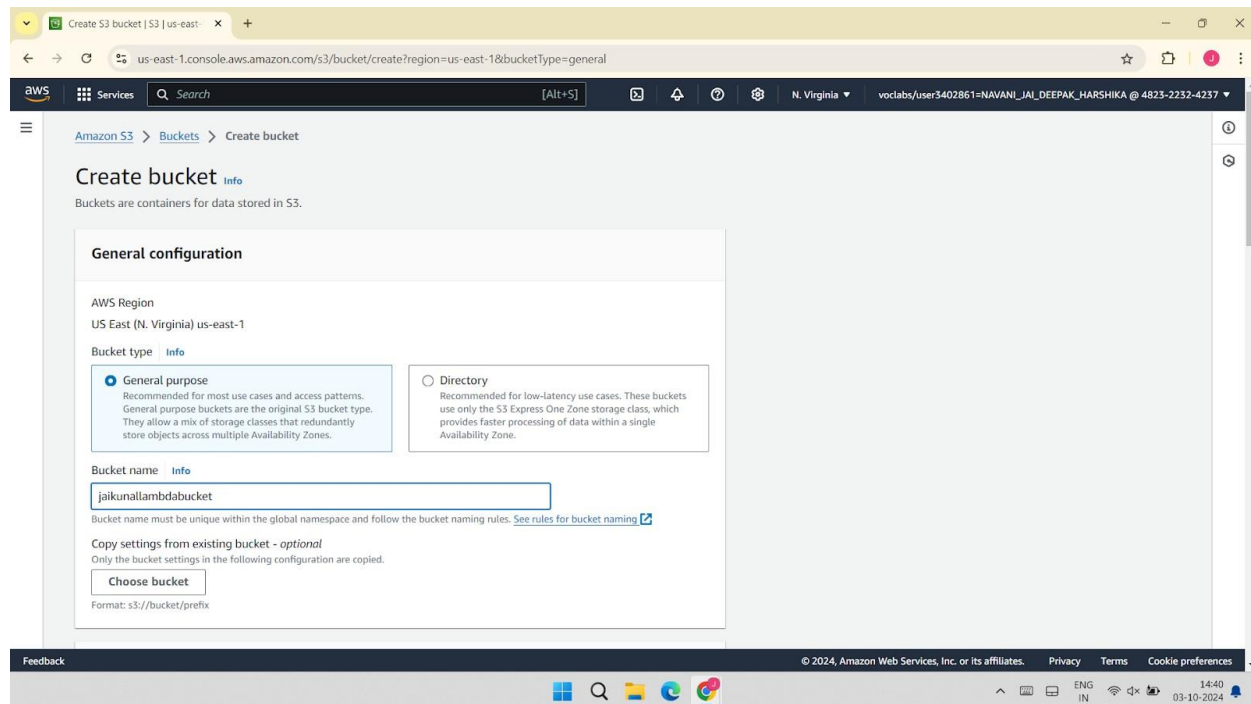 Create S3 bucket | S3 | us-east-
us-east-1.console.aws.amazon.com/s3/bucket/create?region=us-east-1&bucketType=general
aws Services Search [Alt+S] N. Virginia ▼ voclabs/user3402861=NAVANI_JAI_DEEPAK_HARSHIKA @ 4823-2232-4237 ▼
Amazon S3 > Buckets > Create bucket
Create bucket Info
Buckets are containers for data stored in S3.
General configuration
AWS Region
US East (N. Virginia) us-east-1
Bucket type Info
General purpose
Recommended for most use cases and access patterns.
General purpose buckets are the original S3 bucket type.
They allow a mix of storage classes that redundantly
store objects across multiple Availability Zones.
Directory
Recommended for low-latency use cases. These buckets
use only the S3 Express One Zone storage class, which
provides faster processing of data within a single
Availability Zone.
Bucket name Info
jaikunallambdabucket
Bucket name must be unique within the global namespace and follow the bucket naming rules. See rules for bucket naming
Copy settings from existing bucket - optional
Only the bucket settings in the following configuration are copied.
Choose bucket
Format: s3://bucket/prefix
Feedback © 2024, Amazon Web Services, Inc. or its affiliates. Privacy Terms Cookie preferences
ENG 14:40
IN 03-10-2024